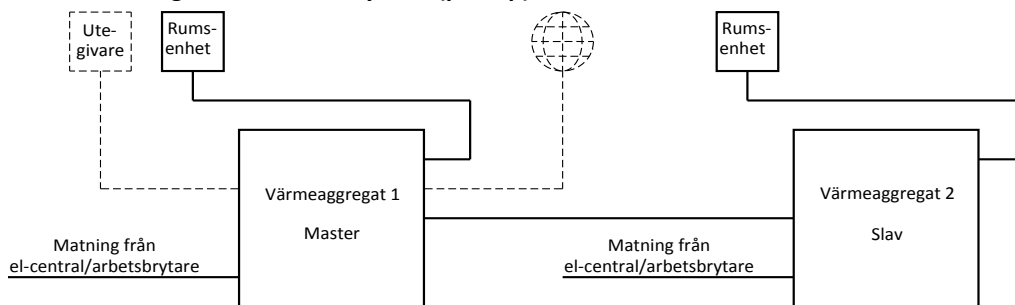 Ute-
givare
Rums-
enhet
Rums-
enhet
Värmeaggregat 1
Master
Värmeaggregat 2
Slav
Matning från
el-central/arbetsbrytare
Matning från
el-central/arbetsbrytare